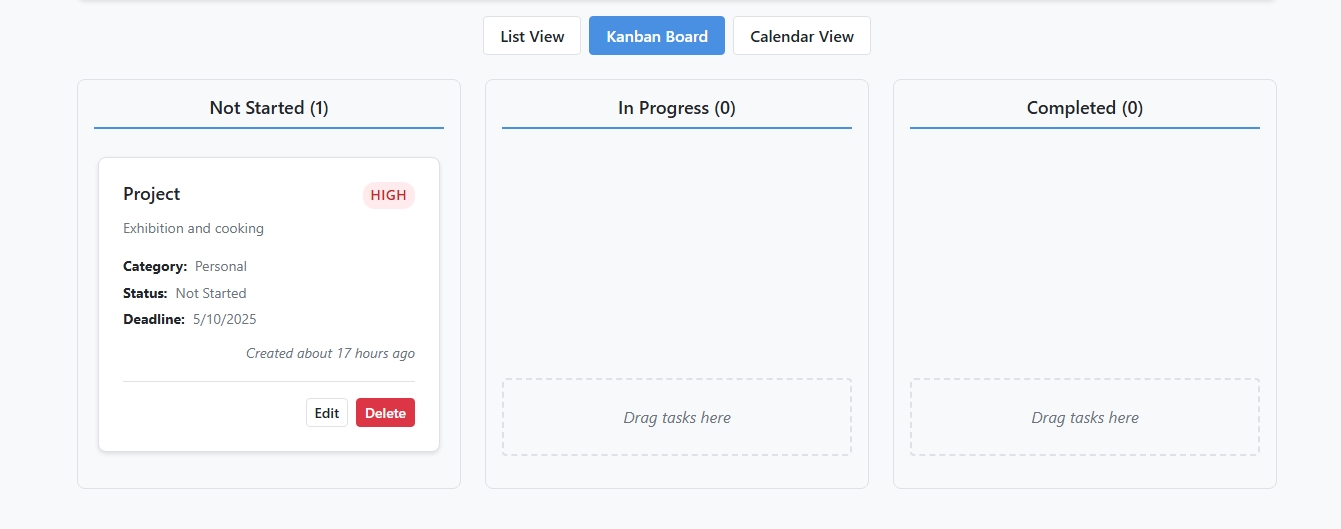 List View
Kanban Board
Calendar View
Not Started (1)
Project
HIGH
Exhibition and cooking
Category: Personal
Status: Not Started
Deadline: 5/10/2025
Created about 17 hours ago
Edit
Delete
In Progress (0)
Drag tasks here
Completed (0)
Drag tasks here